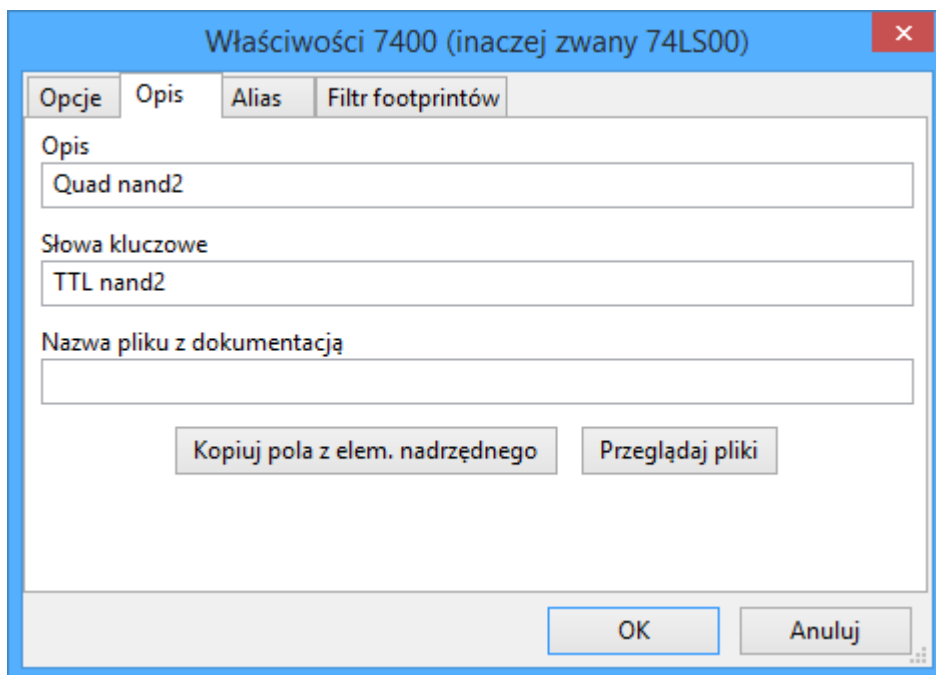 Właściwości 7400 (inaczej zwany 74LS00)
Opcje Opis Alias Filtr footprintów
Opis
Quad nand2
Słowa kluczowe
TTL nand2
Nazwa pliku z dokumentacją
Kopiuj pola z elem. nadrzędnego Przeglądaj pliki
OK Anuluj